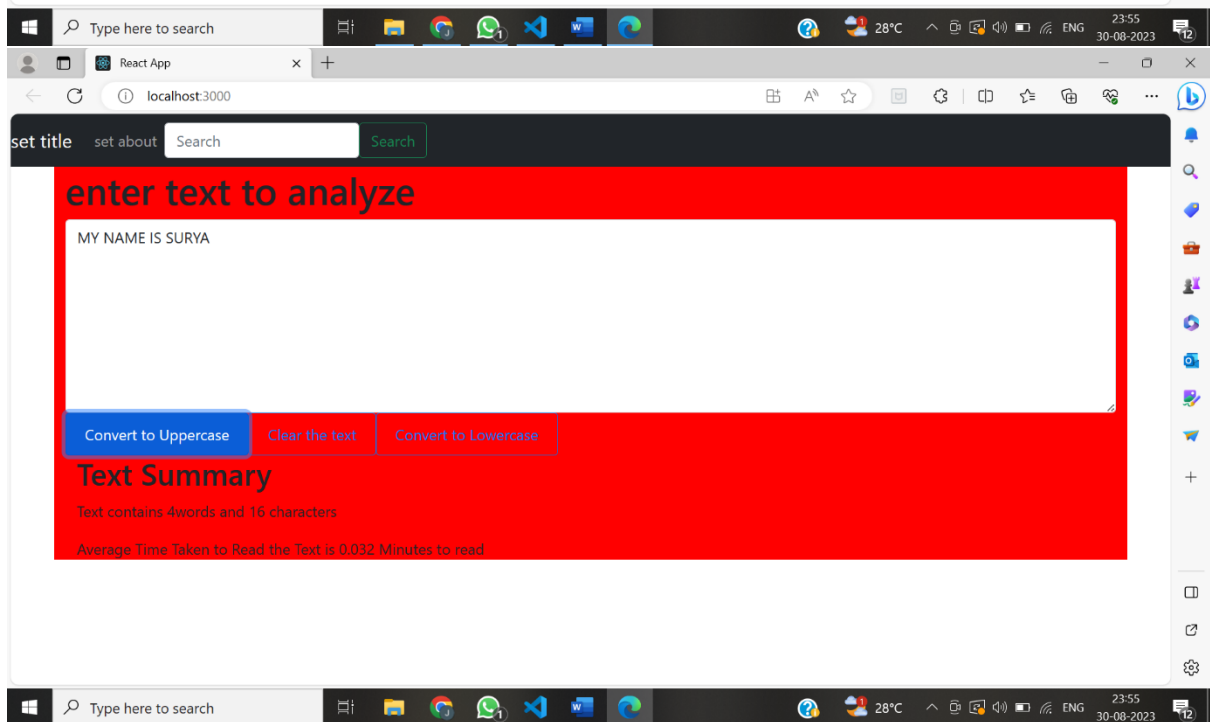 Type here to search 28°C ENG 23:55
30-08-2023 12
React App
localhost:3000
set title set about Search Search
enter text to analyze
MY NAME IS SURYA
Convert to Uppercase Clear the text Convert to Lowercase
Text Summary
Text contains 4words and 16 characters
Average Time Taken to Read the Text is 0.032 Minutes to read
Type here to search 28°C ENG 23:55
30-08-2023 12